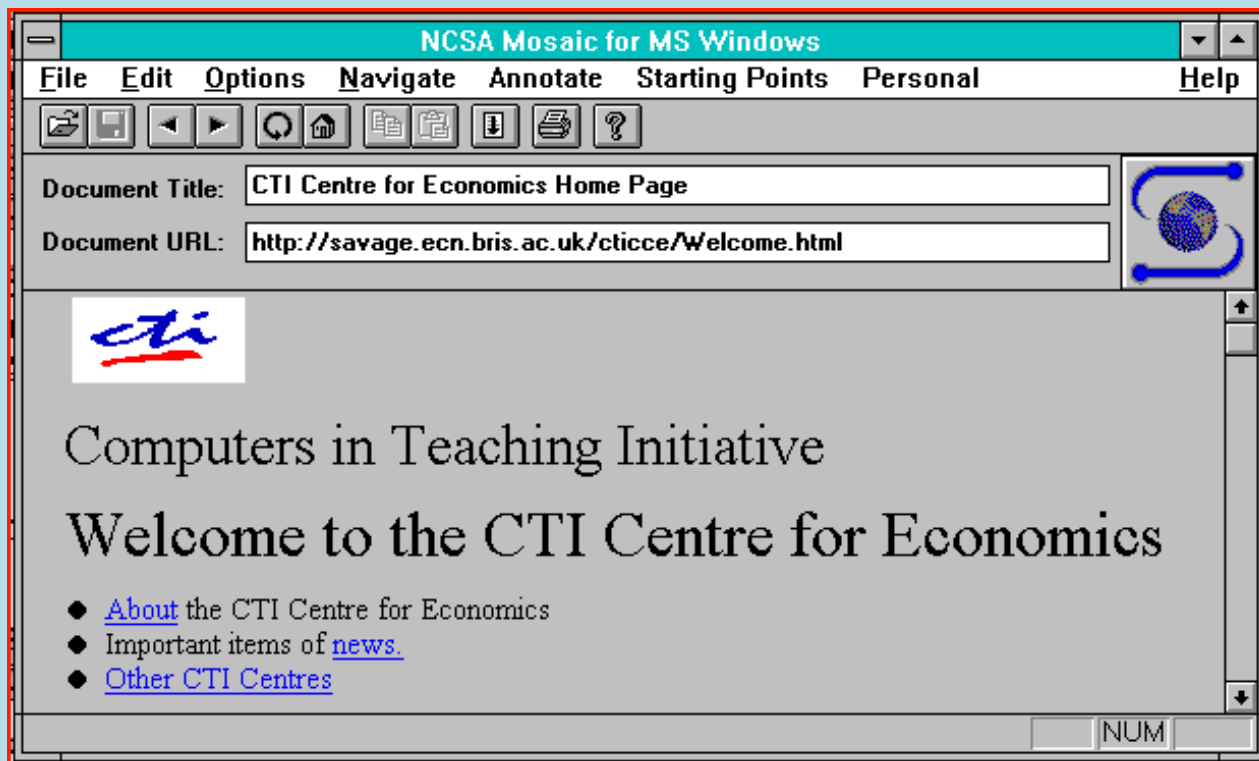 NCSA Mosaic for MS Windows
File Edit Options Navigate Annotate Starting Points Personal Help
Document Title: CTI Centre for Economics Home Page
Document URL: http://savage.ecn.bris.ac.uk/cticce/Welcome.html
cti
Computers in Teaching Initiative
Welcome to the CTI Centre for Economics
About the CTI Centre for Economics
Important items of news.
Other CTI Centres
NUM